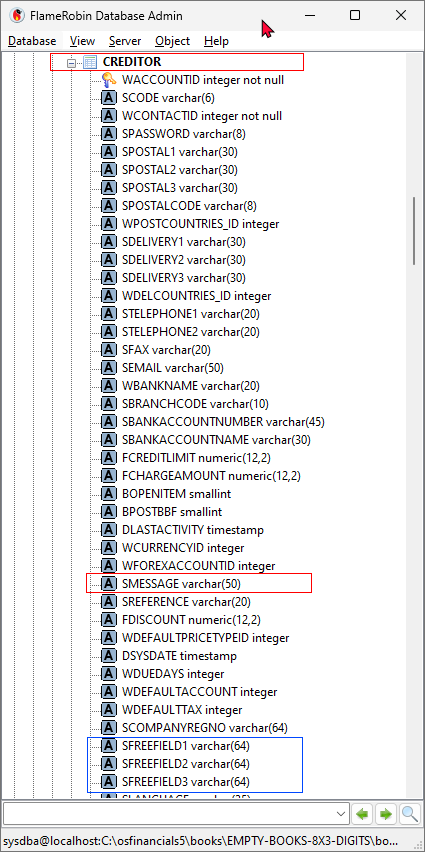 FlameRobin Database Admin
Database View Server Object Help
CREDITOR
WACCOUNTID integer not null
SCODE varchar(6)
WCONTACTID integer not null
SPASSWORD varchar(8)
SPOSTAL1 varchar(30)
SPOSTAL2 varchar(30)
SPOSTAL3 varchar(30)
SPOSTALCODE varchar(8)
WPOSTCOUNTRIES_ID integer
SDELIVERY1 varchar(30)
SDELIVERY2 varchar(30)
SDELIVERY3 varchar(30)
WDELCOUNTRIES_ID integer
STELEPHONE1 varchar(20)
STELEPHONE2 varchar(20)
SFAX varchar(20)
SEMAIL varchar(50)
WBANKNAME varchar(20)
SBRANCHCODE varchar(10)
SBANKACCOUNTNUMBER varchar(45)
SBANKACCOUNTNAME varchar(30)
FCREDITLIMIT numeric(12,2)
FCHARGEAMOUNT numeric(12,2)
BOPENITEM smallint
BPOSTBBF smallint
DLASTACTIVITY timestamp
WCURRENCYID integer
WFOREXACCOUNTID integer
SMESSAGE varchar(50)
SREFERENCE varchar(20)
FDISCOUNT numeric(12,2)
WDEFAULTPRICETYPEID integer
DSYSDATE timestamp
WDUEDAYS integer
WDEFAULTACCOUNT integer
WDEFAULTTAX integer
SCOMPANYREGNO varchar(64)
SFREEFIELD1 varchar(64)
SFREEFIELD2 varchar(64)
SFREEFIELD3 varchar(64)
sysdba@localhost:C:\osfinancials5\books\EMPTY-BOOKS-8X3-DIGITS\bo...